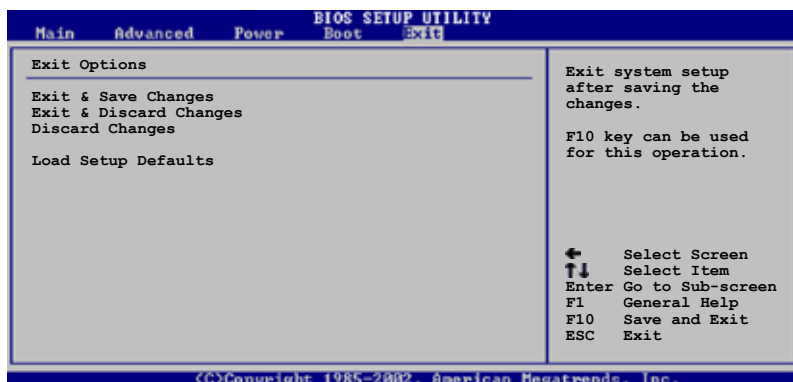 BIOS SETUP UTILITY
Main Advanced Power Boot Exit
Exit Options
Exit & Save Changes
Exit & Discard Changes
Discard Changes
Load Setup Defaults
Exit system setup
after saving the
changes.
F10 key can be used
for this operation.
← Select Screen
↑↓ Select Item
Enter Go to Sub-screen
F1 General Help
F10 Save and Exit
ESC Exit
(C)Copyright 1985-2002, American Megatrends, Inc.